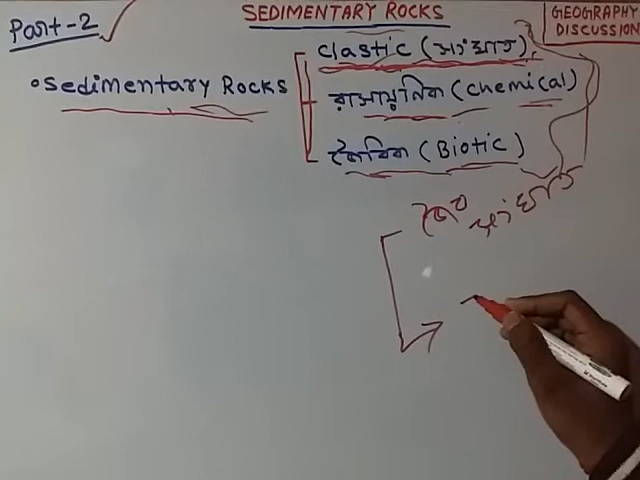 Part-2
SEDIMENTARY ROCKS
GEOGRAPHY
DISCUSSION
•Sedimentary Rocks
Clastic (সংঘাত)
রাসায়নিক (Chemical)
জৈবিক (Biotic)
জৈব সংঘাত